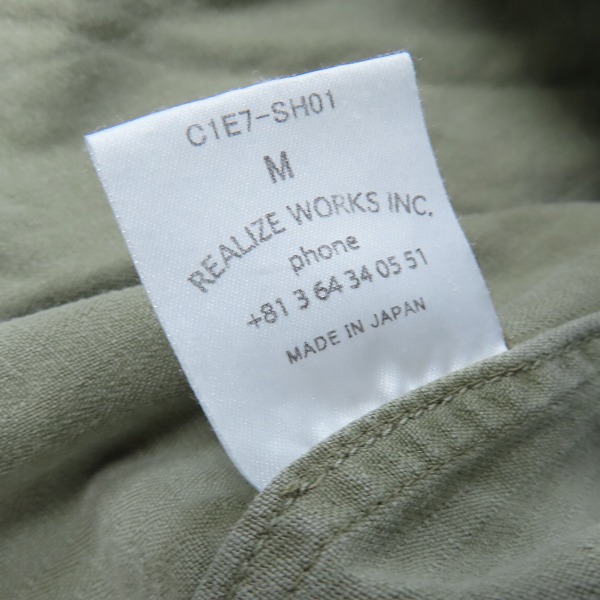 C1E7-SH01
M
REALIZE WORKS INC.
phone
+81 3 64 34 05 51
MADE IN JAPAN